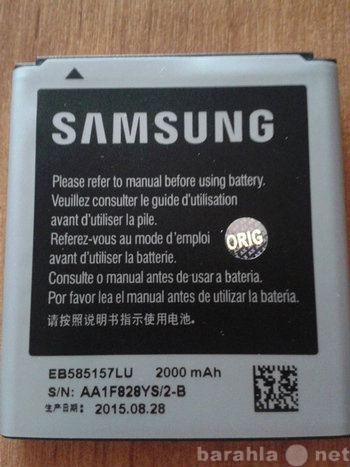 SAMSUNG
Please refer to manual before using battery.
Veuillez consulter le guide d'utilisation
avant d'utiliser la pile.
Referez-vous au mode d'emploi
avant d'utiliser la batterie.
ORIG
Consulte o manual antes de usar a bateria.
Por favor lea el manual antes de utilizar la batería.
请按照说明书指示使用电池。
EB585157LU 2000 mAh
S/N: AA1F928YS/2-B
生产日期 2015.08.28
barahla net